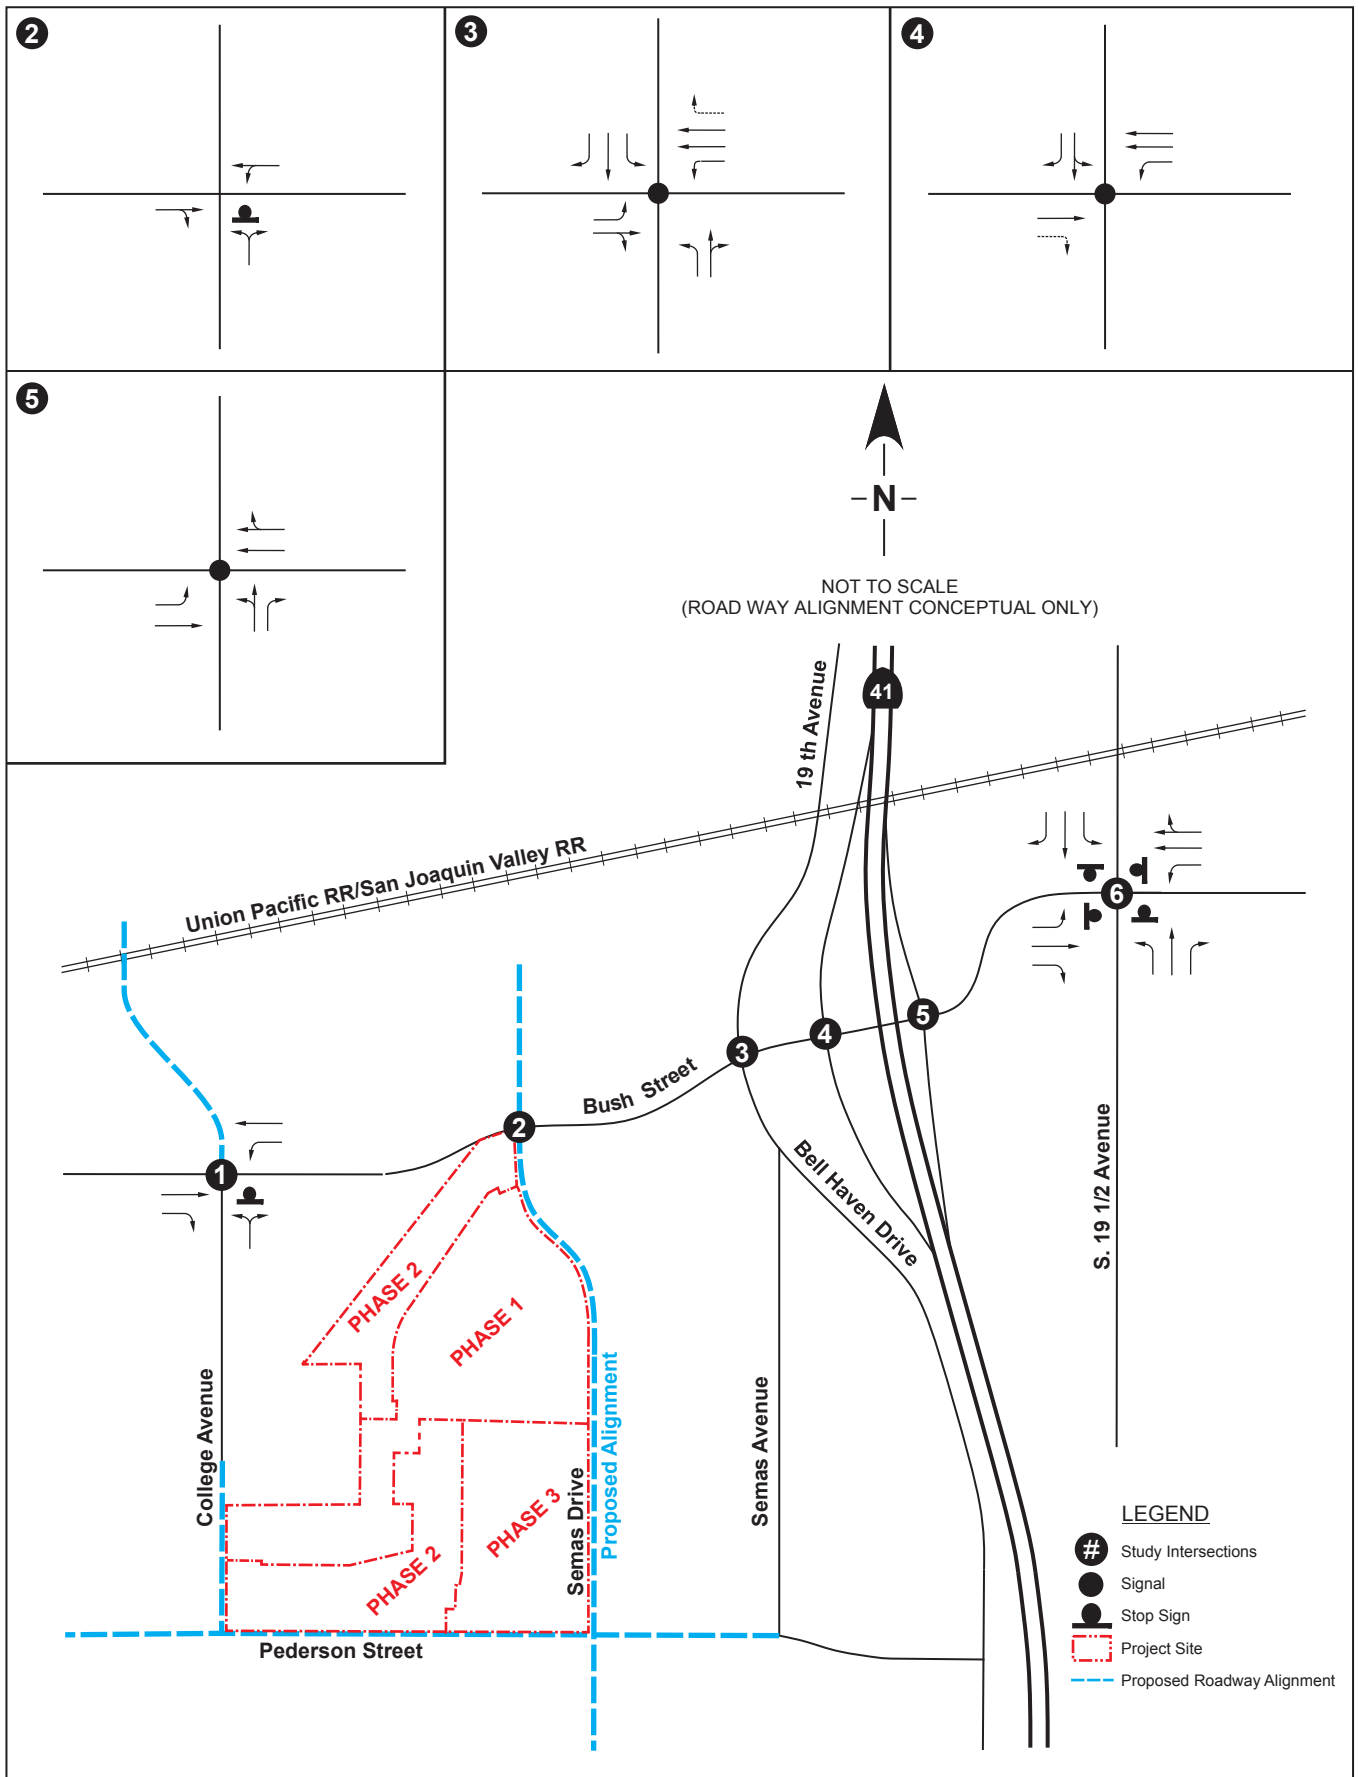 2
3
4
5
N
NOT TO SCALE
(ROAD WAY ALIGNMENT CONCEPTUAL ONLY)
19 th Avenue
41
Union Pacific RR/San Joaquin Valley RR
6
5
4
3
Bush Street
2
1
Bell Haven Drive
S. 19 1/2 Avenue
PHASE 2
PHASE 1
College Avenue
Proposed Alignment
Semas Avenue
Semas Drive
PHASE 3
PHASE 2
Pederson Street
LEGEND
# Study Intersections
Signal
Stop Sign
Project Site
Proposed Roadway Alignment